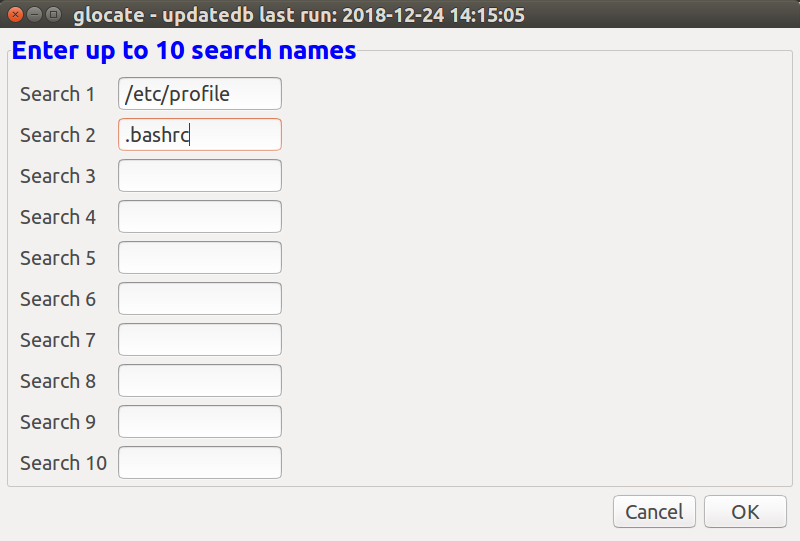 glocate - updatedb last run: 2018-12-24 14:15:05
Enter up to 10 search names
Search 1 /etc/profile
Search 2 .bashrc
Search 3
Search 4
Search 5
Search 6
Search 7
Search 8
Search 9
Search 10
Cancel OK